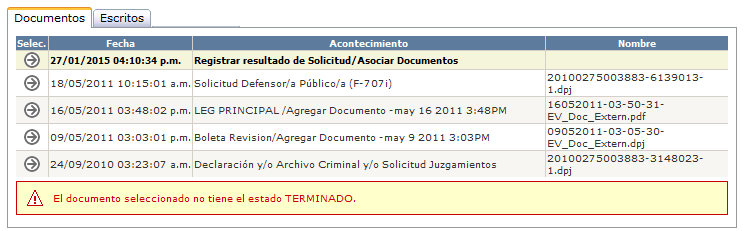 Documentos Escritos
Selec. Fecha Acontecimiento Nombre
27/01/2015 04:10:34 p.m. Registrar resultado de Solicitud/Asociar Documentos
18/05/2011 10:15:01 a.m. Solicitud Defensor/a Público/a (F-707i) 20100275003883-6139013-
1.dpj
16/05/2011 03:48:02 p.m. LEG PRINCIPAL /Agregar Documento -may 16 2011 3:48PM 16052011-03-50-31-
EV_Doc_Extern.pdf
09/05/2011 03:03:01 p.m. Boleta Revision/Agregar Documento -may 9 2011 3:03PM 09052011-03-05-30-
EV_Doc_Extern.dpj
24/09/2010 03:23:07 a.m. Declaración y/o Archivo Criminal y/o Solicitud Juzgamientos 20100275003883-3148023-
1.dpj
El documento seleccionado no tiene el estado TERMINADO.